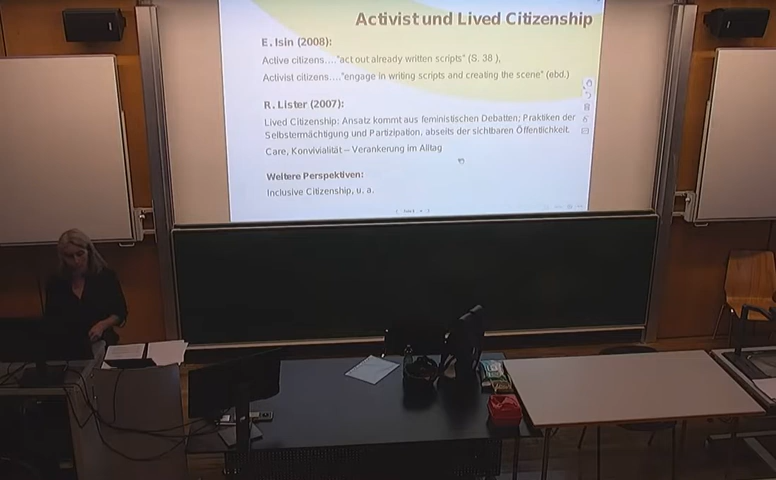 Activist und Lived Citizenship
E. Isin (2008):
Active citizens…."act out already written scripts" (S. 38 ),
Activist citizens…."engage in writing scripts and creating the scene" (ebd.)
R. Lister (2007):
Lived Citizenship: Ansatz kommt aus feministischen Debatten; Praktiken der
Selbstermächtigung und Partizipation, abseits der sichtbaren Öffentlichkeit.
Care, Konvivialität – Verankerung im Alltag
Weitere Perspektiven:
Inclusive Citizenship, u. a.